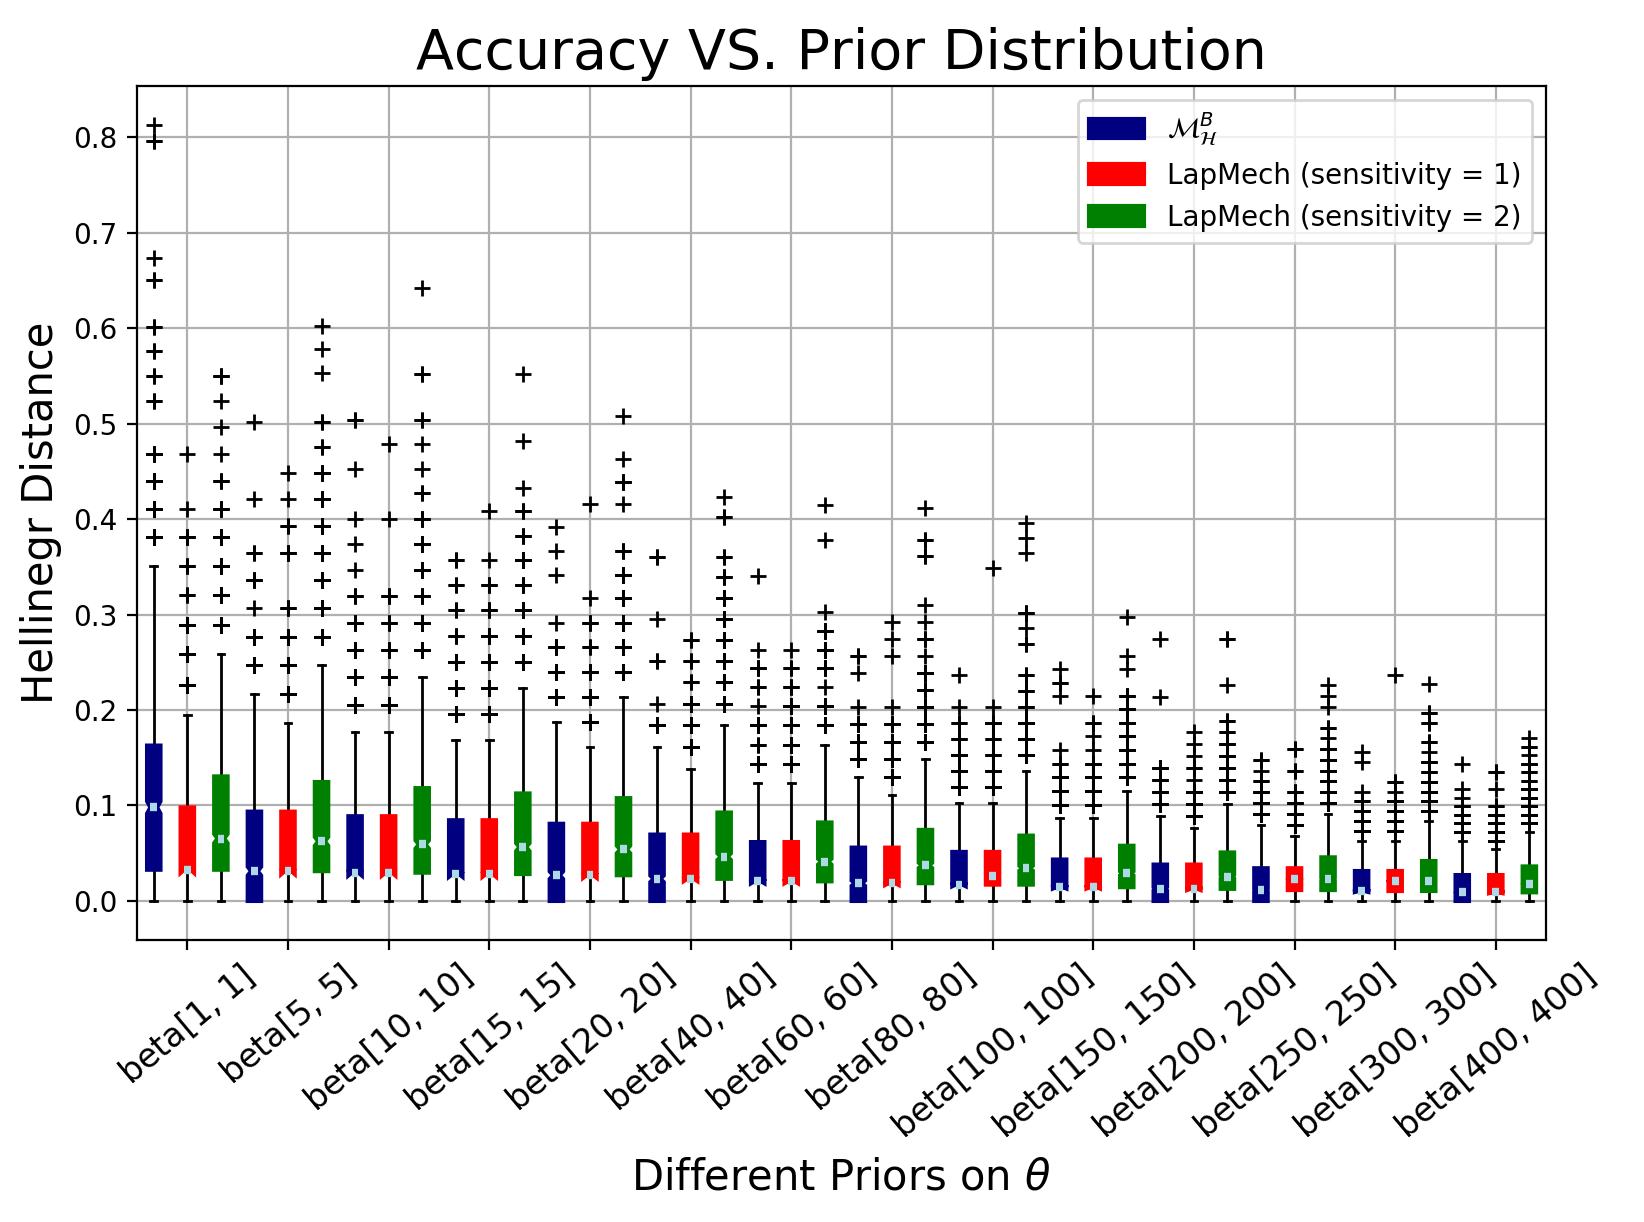 Accuracy VS. Prior Distribution
Hellinegr Distance
0.8
0.7
0.6
0.5
0.4
0.3
0.2
0.1
0.0
$\mathcal{M}^{B}_{\mathcal{H}}$
LapMech (sensitivity = 1)
LapMech (sensitivity = 2)
beta[1, 1]
beta[5, 5]
beta[10, 10]
beta[15, 15]
beta[20, 20]
beta[40, 40]
beta[60, 60]
beta[80, 80]
beta[100, 100]
beta[150, 150]
beta[200, 200]
beta[250, 250]
beta[300, 300]
beta[400, 400]
Different Priors on θ